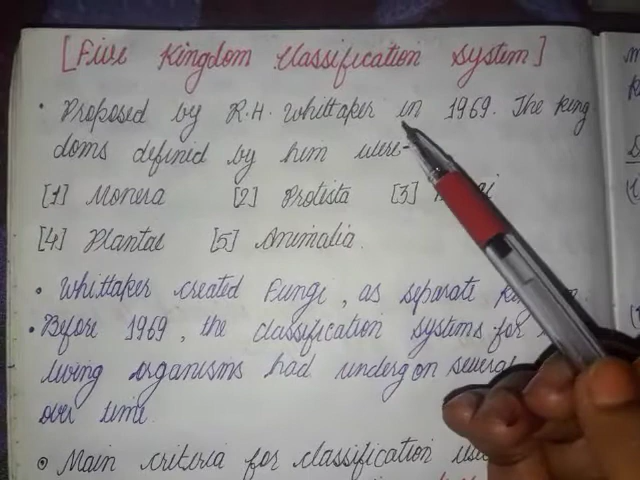 [Five Kingdom Classification System]
• Proposed by R.H. Whittaker in 1969. The king
doms defined by him were-
[1] Monera [2] Protista [3]
[4] Plantae [5] Animalia.
• Whittaker created Fungi, as separate
• Before 1969, the classification systems for
living organisms had undergon several
over time.
⊙ Main criteria for classification